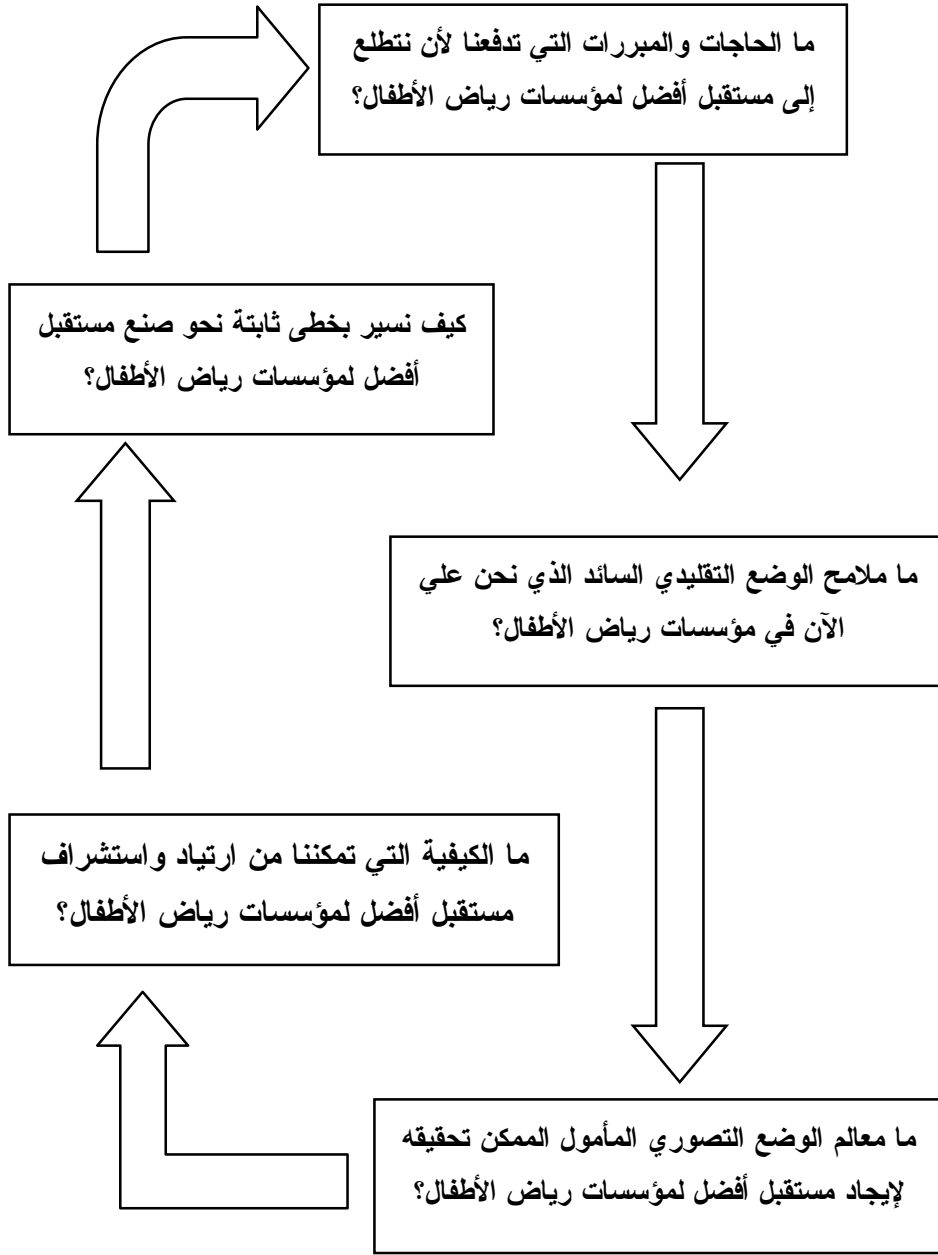 ما الحاجات والمبررات التي تدفعنا لأن نتطلع
إلى مستقبل أفضل لمؤسسات رياض الأطفال؟
ما ملامح الوضع التقليدي السائد الذي نحن علي
الآن في مؤسسات رياض الأطفال؟
ما معالم الوضع التصوري المأمول الممكن تحقيقه
لإيجاد مستقبل أفضل لمؤسسات رياض الأطفال؟
ما الكيفية التي تمكننا من ارتياد واستشراف
مستقبل أفضل لمؤسسات رياض الأطفال؟
كيف نسير بخطى ثابتة نحو صنع مستقبل
أفضل لمؤسسات رياض الأطفال؟